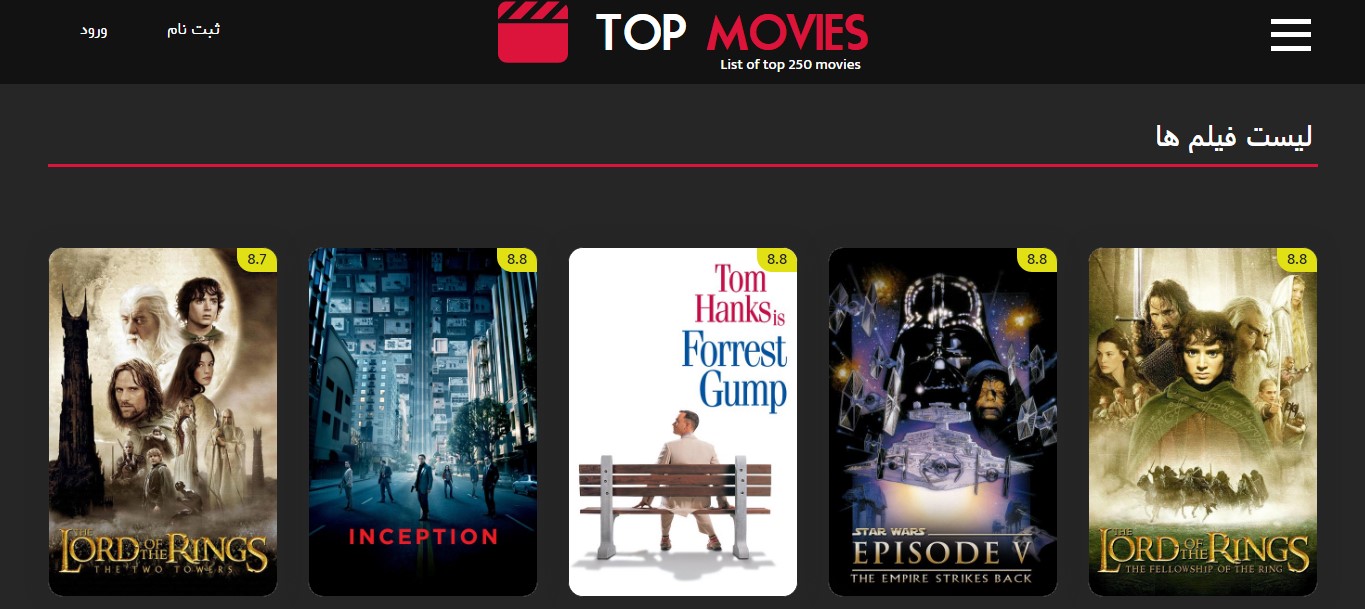 ثبت نام
ورود
TOP MOVIES
List of top 250 movies
لیست فیلم ها
8.8
THE
LORD OF THE RINGS
THE FELLOWSHIP OF THE RING
8.8
STAR WARS
EPISODE V
THE EMPIRE STRIKES BACK
8.8
Tom
Hanks is
Forrest
Gump
8.8
INCEPTION
8.7
THE
LORD OF THE RINGS
THE TWO TOWERS